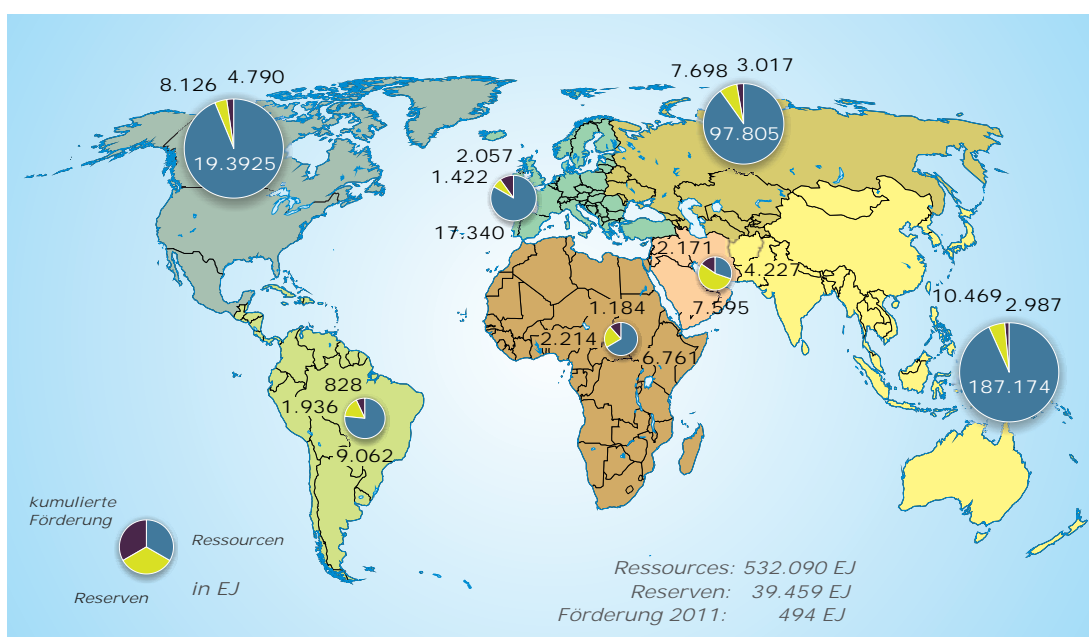 8.126
4.790
19.3925
7.698
3.017
97.805
2.057
1.422
17.340
2.171
4.227
7.595
1.184
2.214
6.761
10.469
2.987
187.174
828
1.936
9.062
kumulierte
Förderung
Ressourcen
Reserven
in EJ
Ressources: 532.090 EJ
Reserven: 39.459 EJ
Förderung 2011: 494 EJ